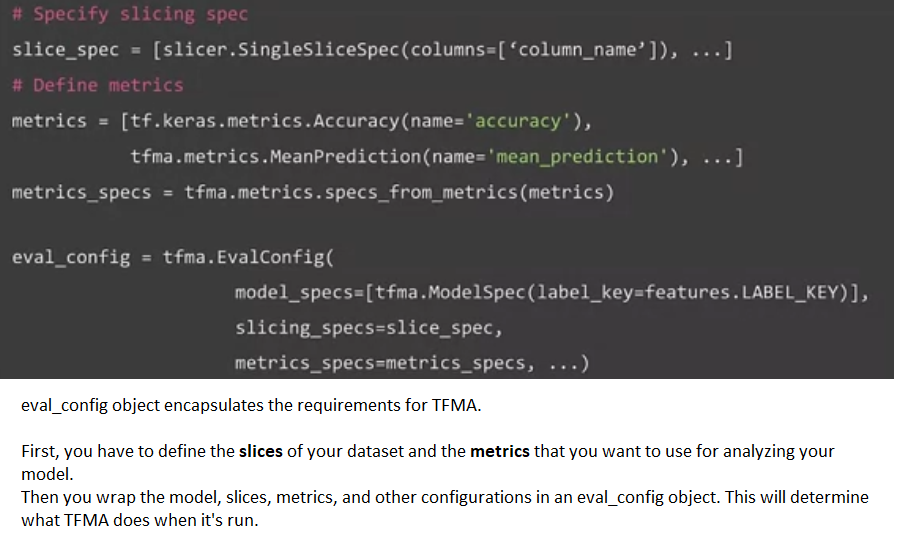 # Specify slicing spec
slice_spec = [slicer.SingleSliceSpec(columns=[‘column_name’]), ...]
# Define metrics
metrics = [tf.keras.metrics.Accuracy(name='accuracy'),
tfma.metrics.MeanPrediction(name='mean_prediction'), ...]
metrics_specs = tfma.metrics.specs_from_metrics(metrics)
eval_config = tfma.EvalConfig(
model_specs=[tfma.ModelSpec(label_key=features.LABEL_KEY)],
slicing_specs=slice_spec,
metrics_specs=metrics_specs, ...)
eval_config object encapsulates the requirements for TFMA.
First, you have to define the slices of your dataset and the metrics that you want to use for analyzing your
model.
Then you wrap the model, slices, metrics, and other configurations in an eval_config object. This will determine
what TFMA does when it's run.